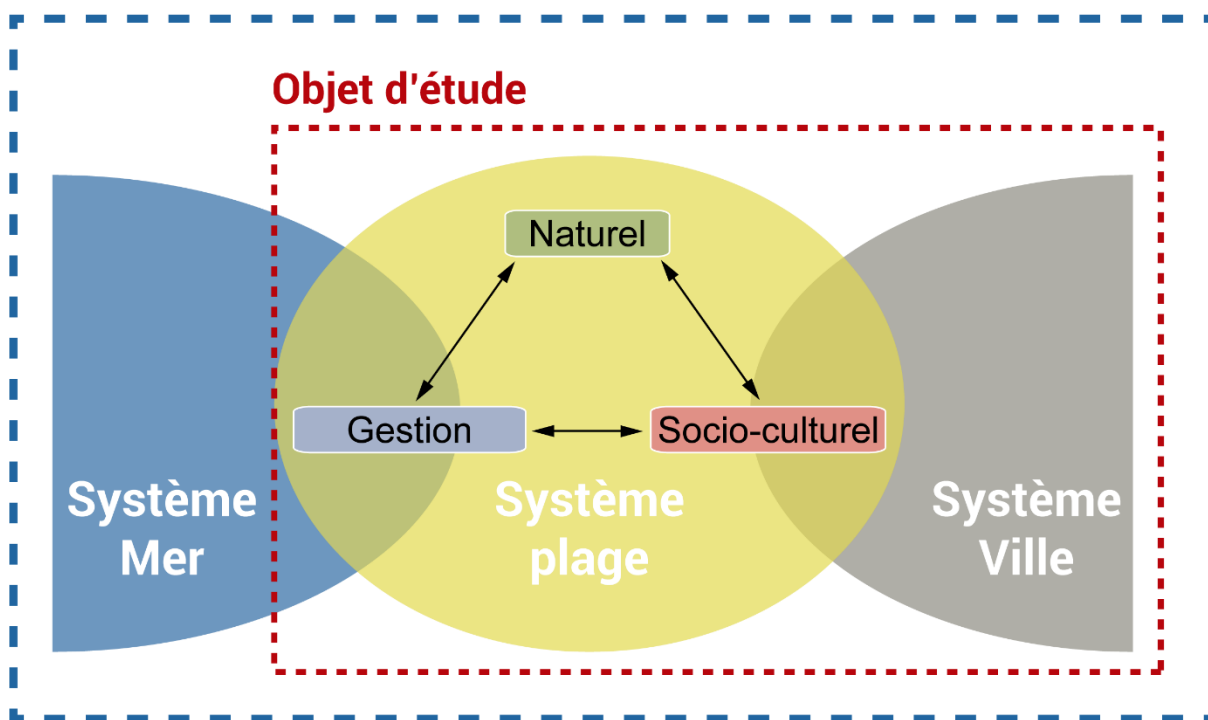 Objet d'étude
Naturel
Gestion
Socio-culturel
Système
Mer
Système
plage
Système
Ville